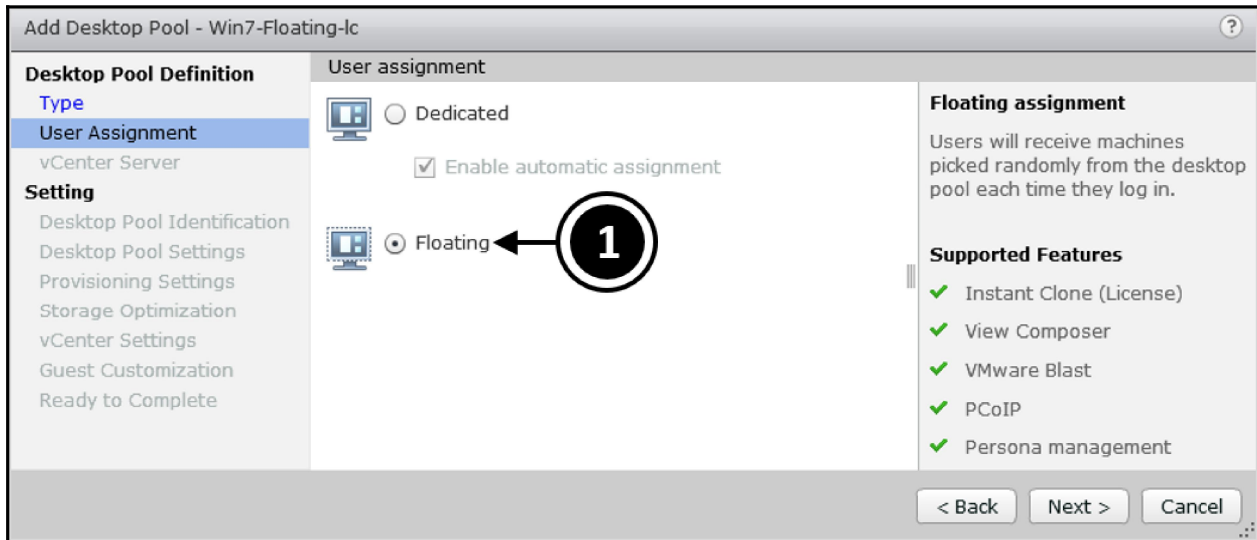 Add Desktop Pool - Win7-Floating-lc
?
Desktop Pool Definition
Type
User Assignment
vCenter Server
Setting
Desktop Pool Identification
Desktop Pool Settings
Provisioning Settings
Storage Optimization
vCenter Settings
Guest Customization
Ready to Complete
User assignment
Dedicated
Enable automatic assignment
Floating
1
Floating assignment
Users will receive machines
picked randomly from the desktop
pool each time they log in.
Supported Features
Instant Clone (License)
View Composer
VMware Blast
PCoIP
Persona management
< Back
Next >
Cancel